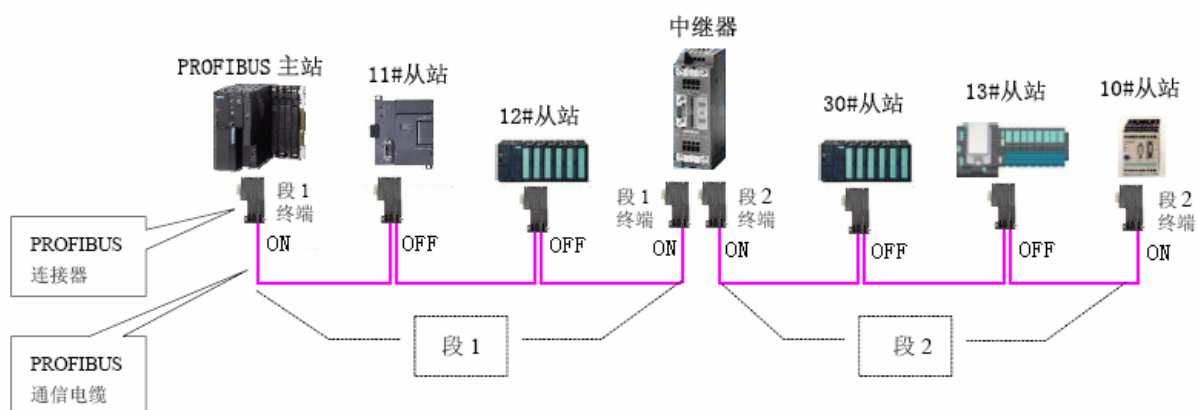 中继器
PROFIBUS 主站
11#从站
12#从站
30#从站
13#从站
10#从站
段 1
终端
段 1
终端
段 2
终端
段 2
终端
ON
OFF
OFF
ON
ON
OFF
OFF
ON
PROFIBUS
连接器
段 1
段 2
PROFIBUS
通信电缆